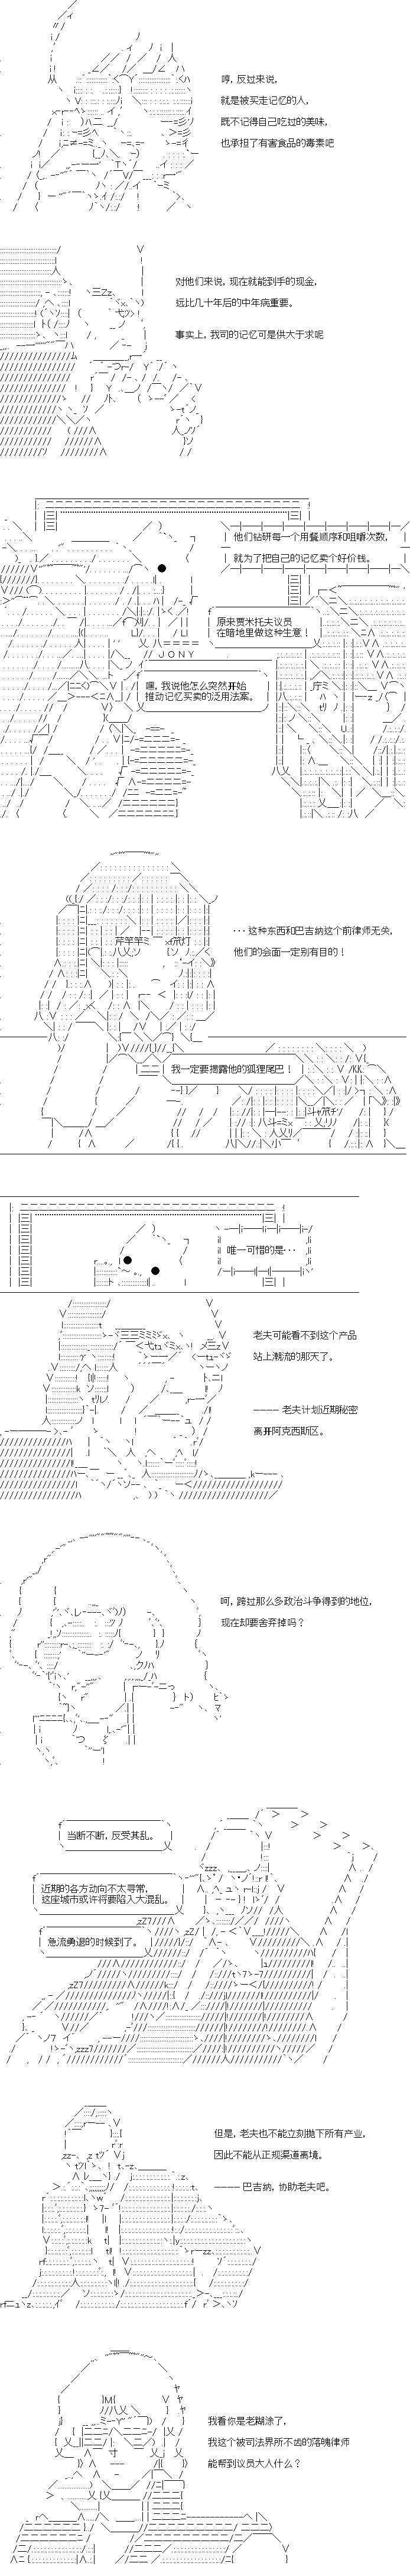 哼，反过来说，
就是被买走记忆的人，
既不记得自己吃过的美味，
也承担了有害食品的毒素吧
对他们来说，现在就能到手的现金，
远比几十年后的中年病重要。
事实上，我司的记忆可是供大于求呢
他们钻研每一个用餐顺序和咀嚼次数，
就为了把自己的记忆卖个好价钱。
原来贾米托夫议员
在暗地里做这种生意！
JONY
嘿，我说他怎么突然开始
推动记忆买卖的泛用法案。
···这种东西和巴吉纳这个前律师无关，
他们的会面一定别有目的！
我一定要揭露他的狐狸尾巴！
唯一可惜的是···
老夫可能看不到这个产品
站上潮流的那天了。
---- 老夫计划近期秘密
离开阿克西斯区。
呵，跨过那么多政治斗争得到的地位，
现在却要舍弃掉吗？
当断不断，反受其乱。
近期的各方动向不太寻常，
这座城市或许将要陷入大混乱。
急流勇退的时候到了。
但是，老夫也不能立刻抛下所有产业，
因此不能从正规渠道离境。
---- 巴吉纳，协助老夫吧。
我看你是老糊涂了，
我这个被司法界所不齿的落魄律师
能帮到议员大人什么？